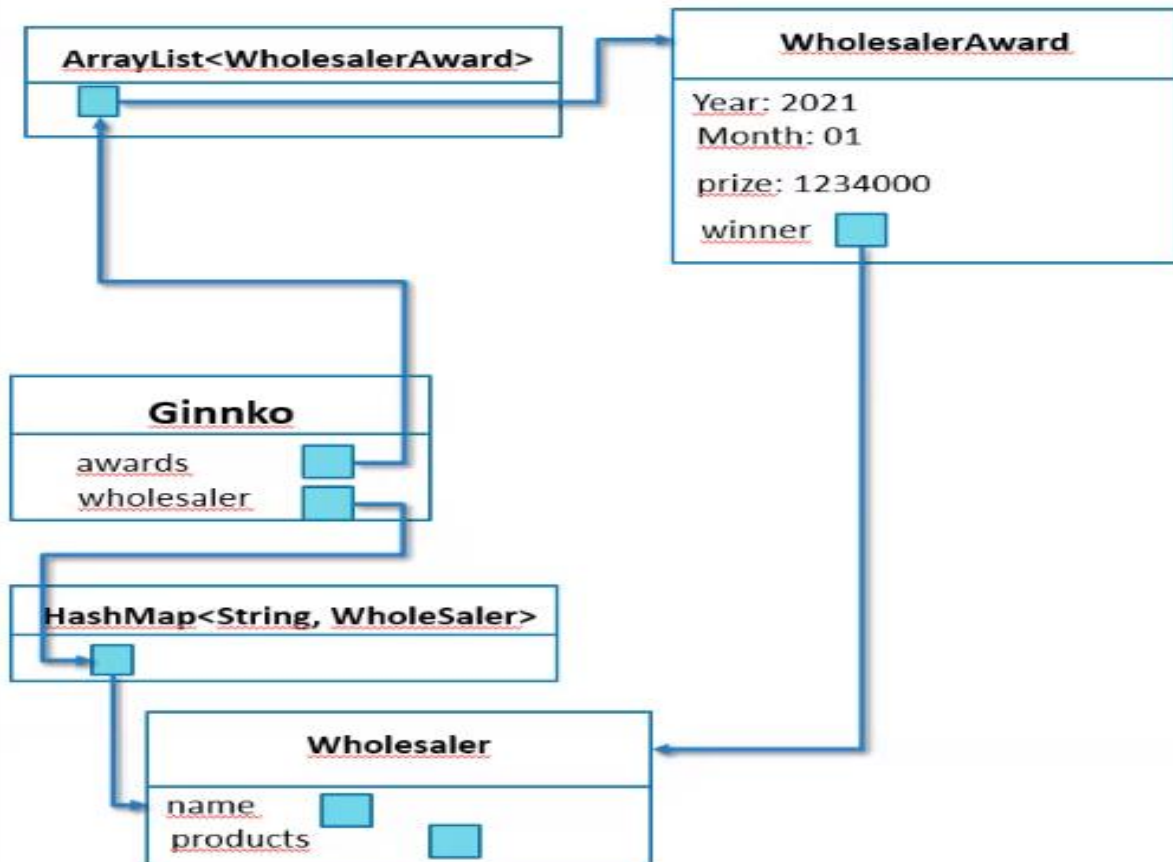 ArrayList<WholesalerAward>
WholesalerAward
Year: 2021
Month: 01
prize: 1234000
winner
Ginnko
awards
wholesaler
HashMap<String, WholeSaler>
Wholesaler
name
products